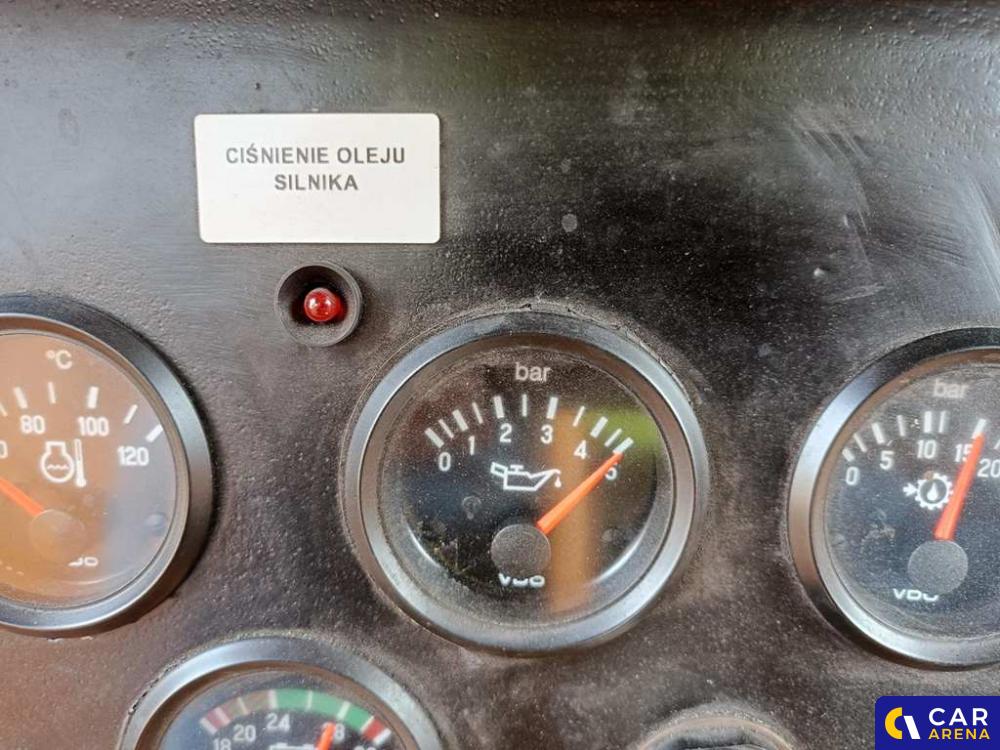 CIŚNIENIE OLEJU
SILNIKA
°C
80
100
120
bar
0 1 2 3 4 5
VDO
bar
0 5 10 15 20
VDO
18 20 24 28
CAR
ARENA